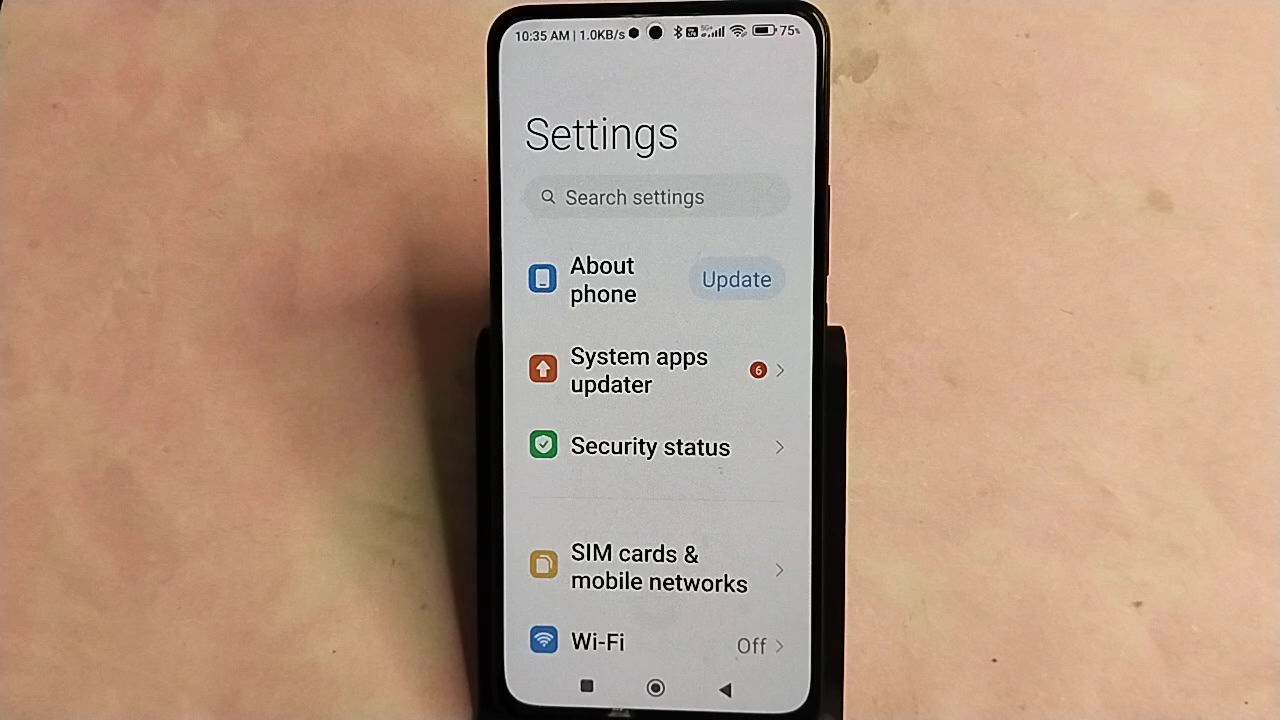 10:35 AM | 1.0KB/s 75%
Settings
Search settings
About
phone
Update
System apps
updater
6
Security status
SIM cards &
mobile networks
Wi-Fi
Off